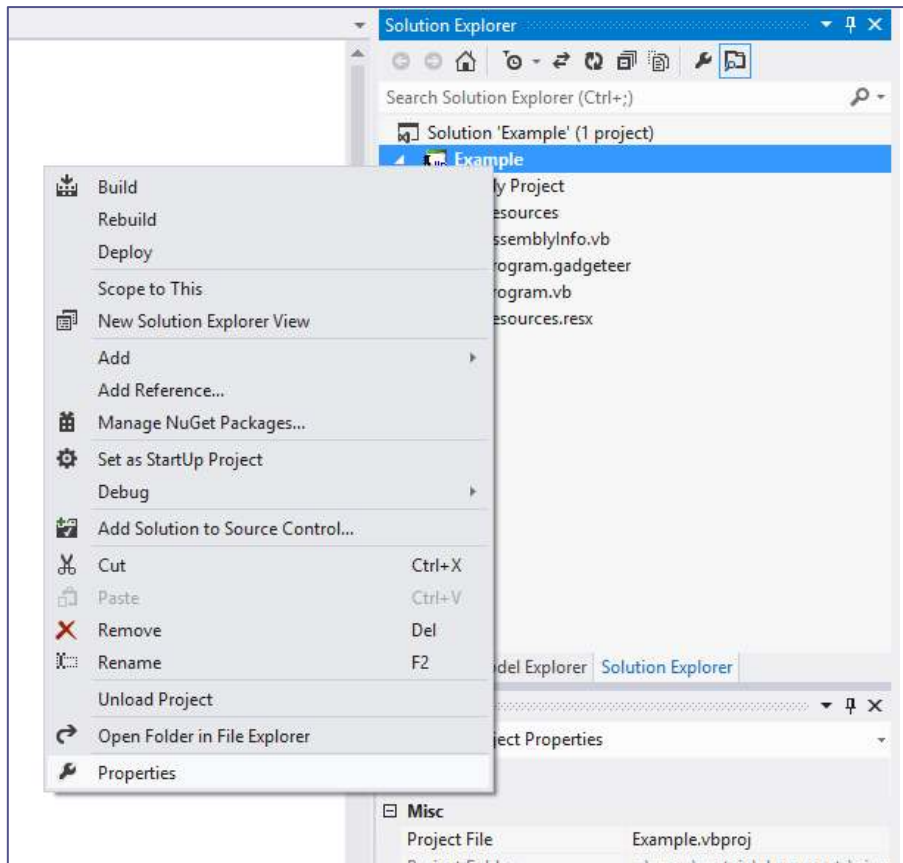 Solution Explorer
Search Solution Explorer (Ctrl+;)
Solution 'Example' (1 project)
Example
y Project
esources
ssemblyInfo.vb
rogram.gadgeteer
rogram.vb
esources.resx
Build
Rebuild
Deploy
Scope to This
New Solution Explorer View
Add
Add Reference...
Manage NuGet Packages...
Set as StartUp Project
Debug
Add Solution to Source Control...
Cut Ctrl+X
Paste Ctrl+V
Remove Del
Rename F2
Unload Project
Open Folder in File Explorer
Properties
del Explorer Solution Explorer
ject Properties
Misc
Project File Example.vbproj